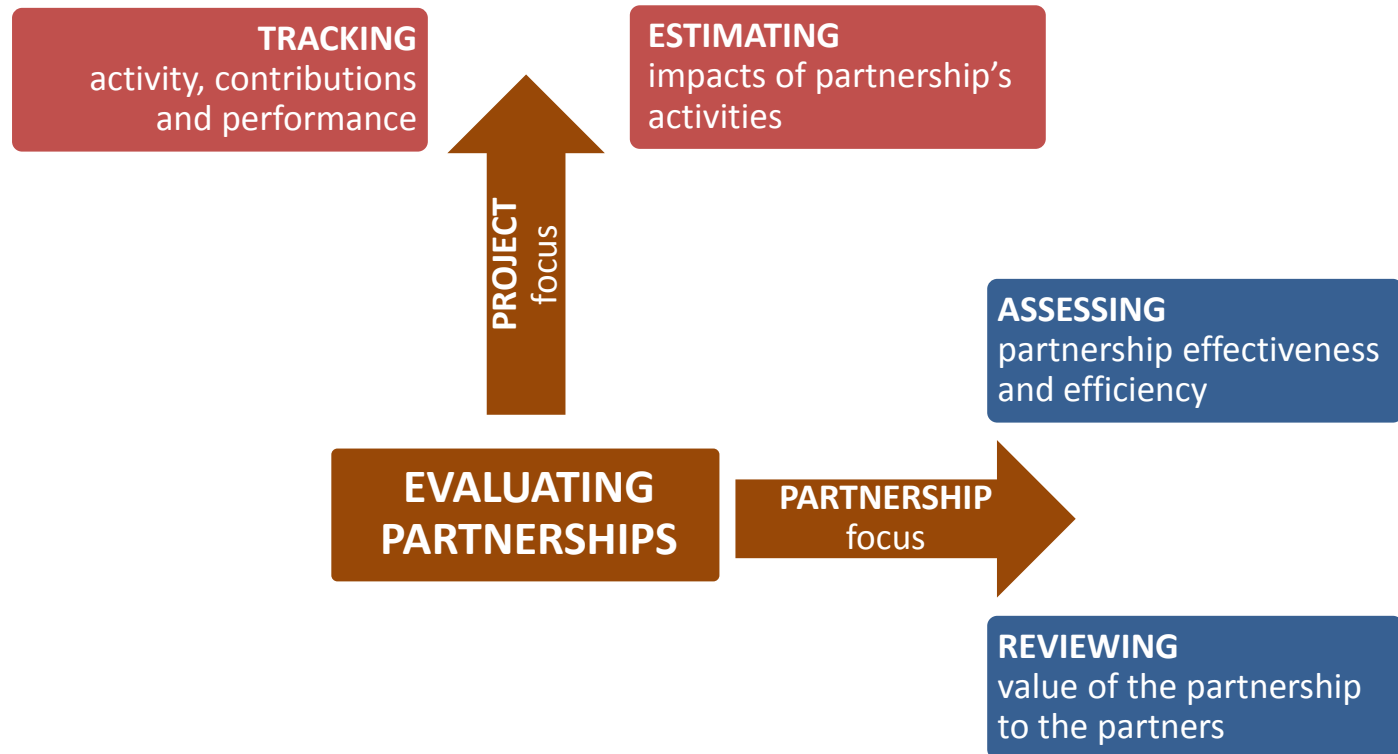 TRACKING
activity, contributions
and performance
ESTIMATING
impacts of partnership’s
activities
PROJECT
focus
ASSESSING
partnership effectiveness
and efficiency
EVALUATING
PARTNERSHIPS
PARTNERSHIP
focus
REVIEWING
value of the partnership
to the partners